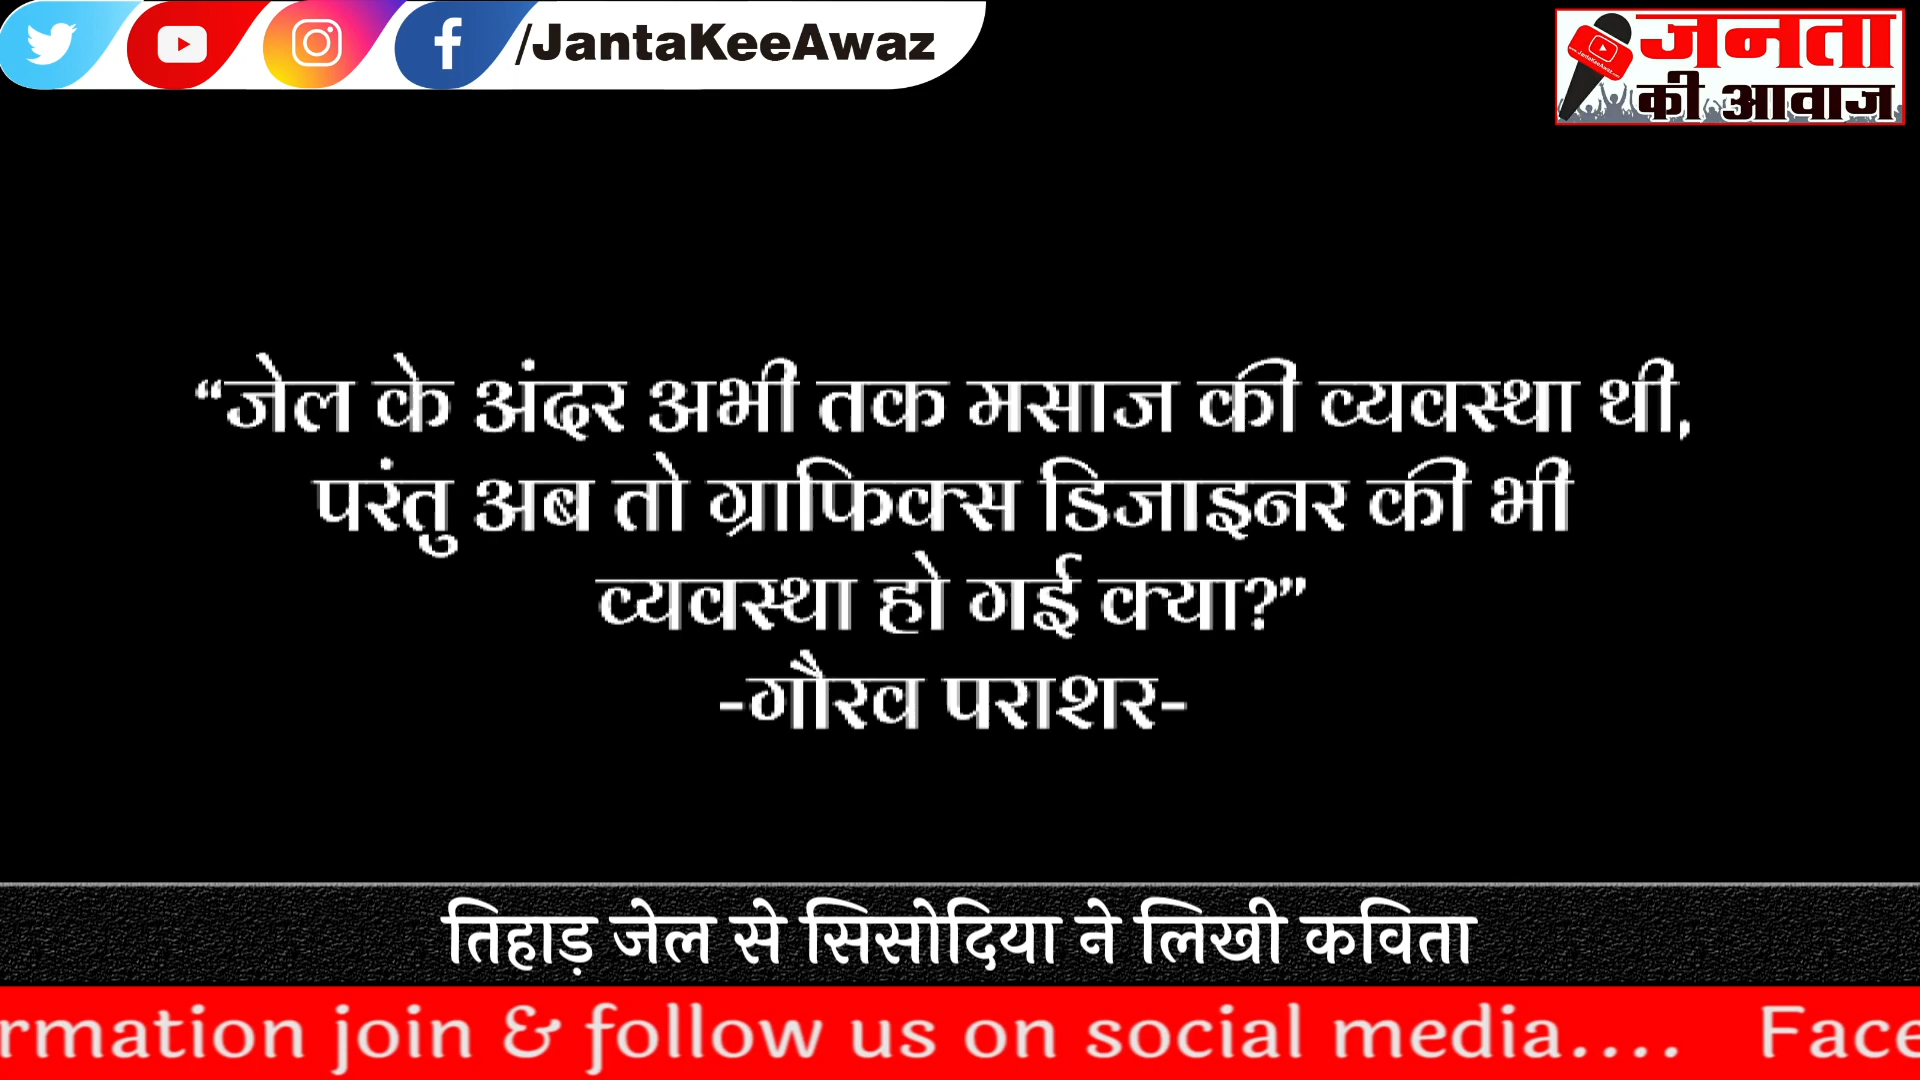 /JantaKeeAwaz
जनता
की आवाज
“जेल के अंदर अभी तक मसाज की व्यवस्था थी,
परंतु अब तो ग्राफिक्स डिजाइनर की भी
व्यवस्था हो गई क्या?”
-गौरव पराशर-
तिहाड़ जेल से सिसोदिया ने लिखी कविता
rmation join & follow us on social media.... Face